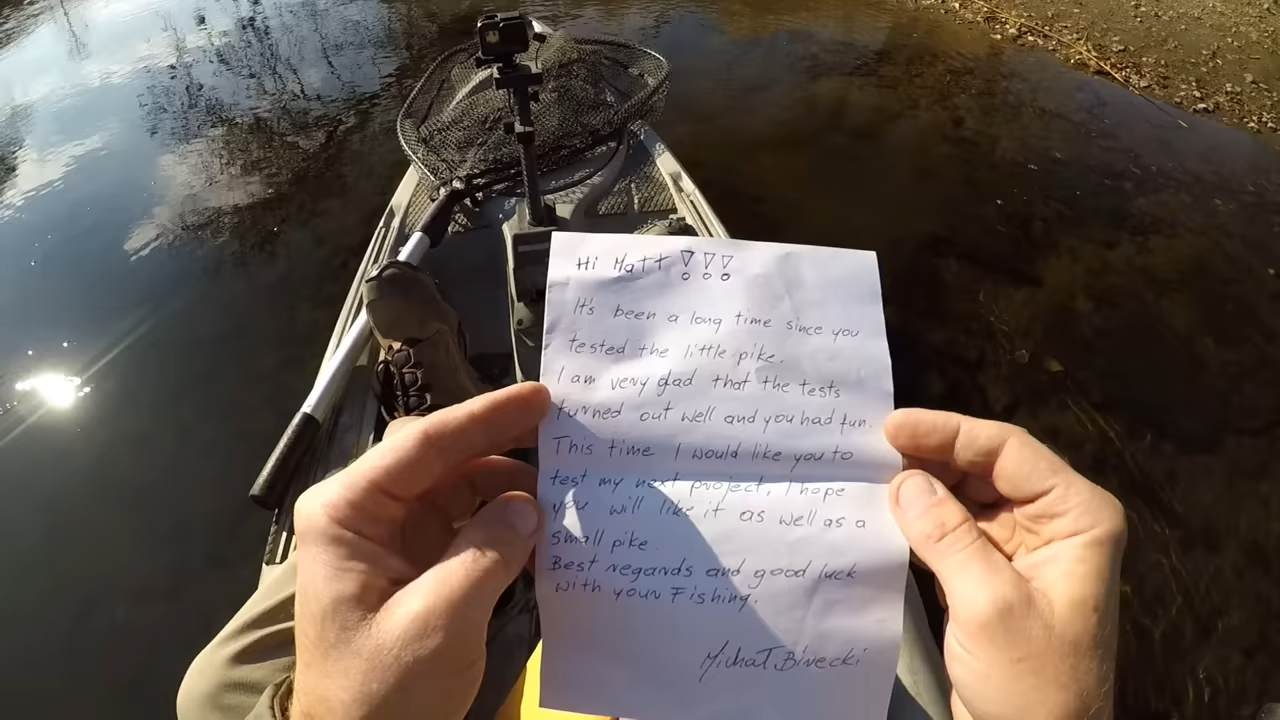 Hi Matt !!!
It's been a long time since you
tested the little pike.
I am very glad that the tests
turned out well and you had fun.
This time I would like you to
test my next project. I hope
you will like it as well as a
small pike.
Best regards and good luck
with your Fishing.
Michał Binecki